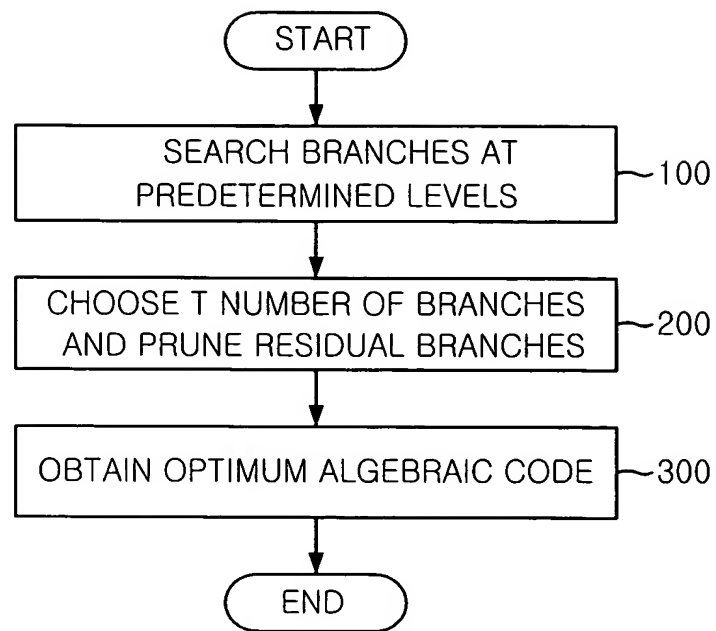 START
SEARCH BRANCHES AT
PREDETERMINED LEVELS
100
CHOOSE T NUMBER OF BRANCHES
AND PRUNE RESIDUAL BRANCHES
200
OBTAIN OPTIMUM ALGEBRAIC CODE
300
END